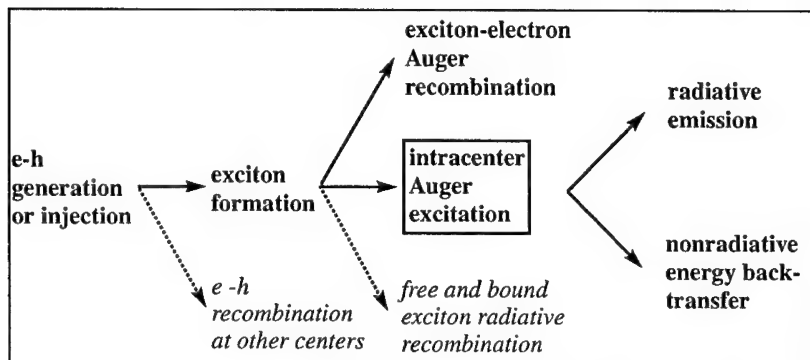 exciton-electron
Auger
recombination
radiative
emission
e-h
generation
or injection
exciton
formation
intracenter
Auger
excitation
nonradiative
energy back-
transfer
e -h
recombination
at other centers
free and bound
exciton radiative
recombination